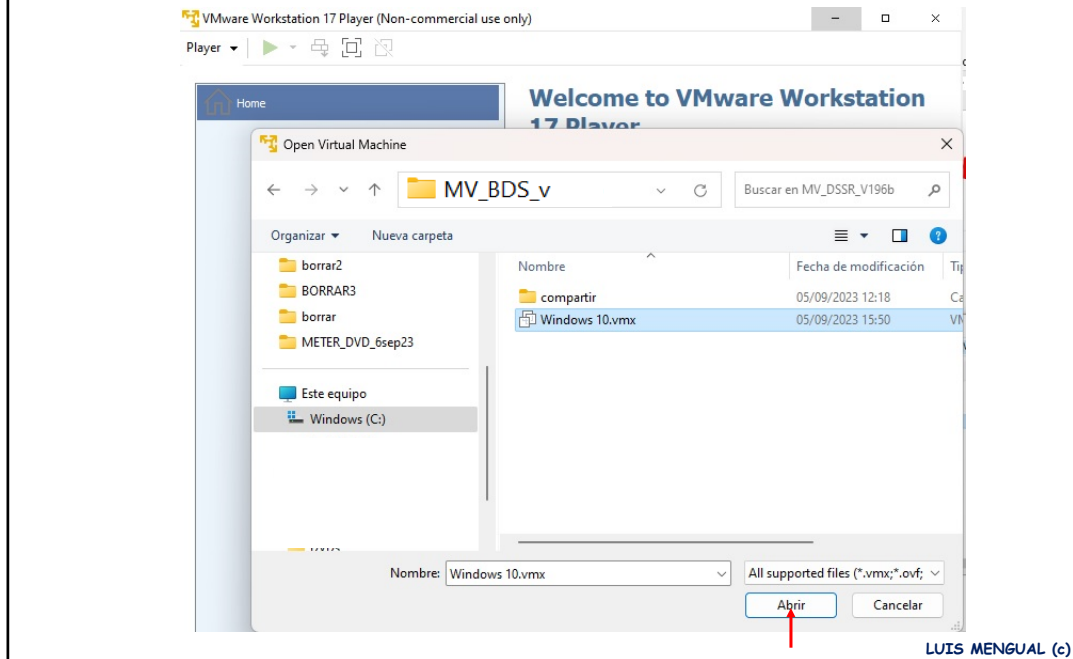 VMware Workstation 17 Player (Non-commercial use only)
Player
Home
Welcome to VMware Workstation
17 Player
Open Virtual Machine
MV_BDS_v
Buscar en MV_DSSR_V196b
Organizar
Nueva carpeta
borrar2
BORRAR3
borrar
METER_DVD_6sep23
Este equipo
Windows (C:)
Nombre
Fecha de modificación
compartir
05/09/2023 12:18
Windows 10.vmx
05/09/2023 15:50
Nombre:
Windows 10.vmx
All supported files (*.vmx;*.ovf;
Abrir
Cancelar
LUIS MENGUAL (c)